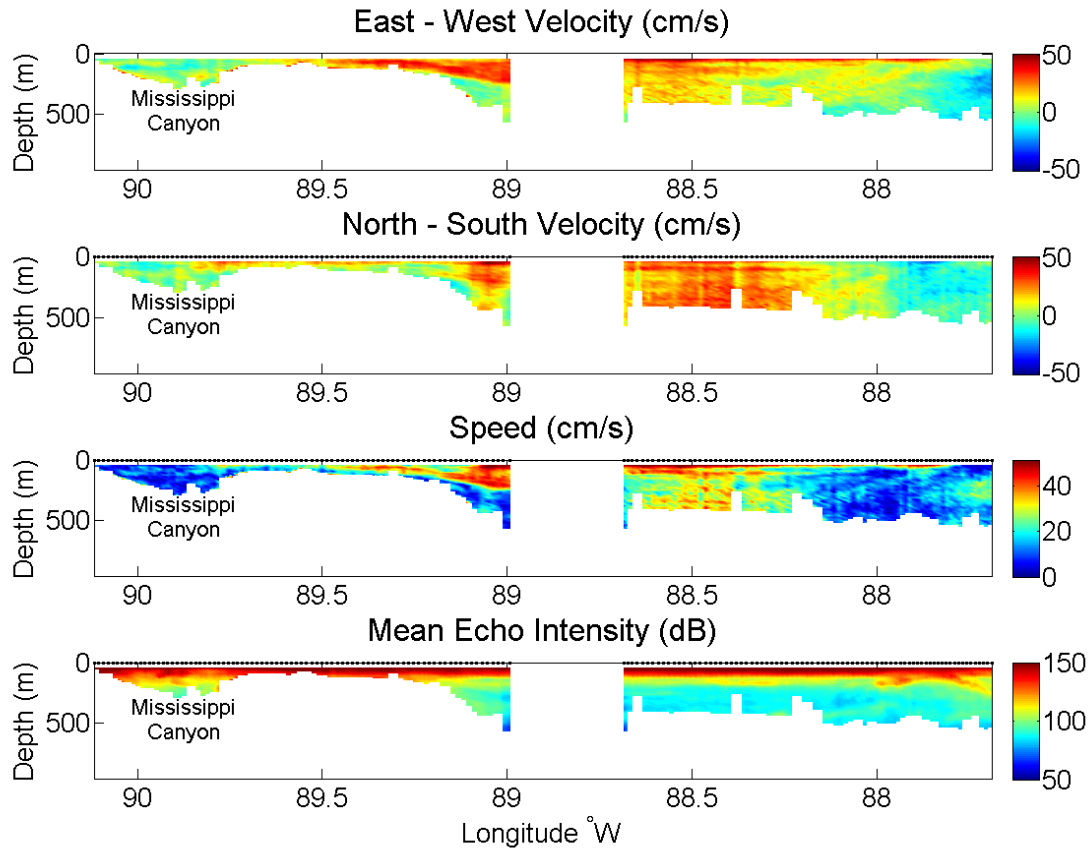 East - West Velocity (cm/s)
Depth (m)
0
500
Mississippi
Canyon
90
89.5
89
88.5
88
50
0
-50
North - South Velocity (cm/s)
Depth (m)
0
500
Mississippi
Canyon
90
89.5
89
88.5
88
50
0
-50
Speed (cm/s)
Depth (m)
0
500
Mississippi
Canyon
90
89.5
89
88.5
88
40
20
0
Mean Echo Intensity (dB)
Depth (m)
0
500
Mississippi
Canyon
90
89.5
89
88.5
88
150
100
50
Longitude °W